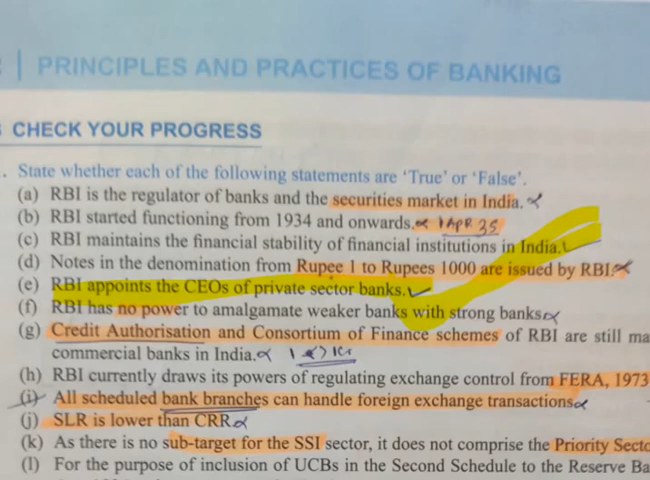 PRINCIPLES AND PRACTICES OF BANKING
CHECK YOUR PROGRESS
State whether each of the following statements are ‘True’ or ‘False’.
(a) RBI is the regulator of banks and the securities market in India.
(b) RBI started functioning from 1934 and onwards. 1 APR 35
(c) RBI maintains the financial stability of financial institutions in India.
(d) Notes in the denomination from Rupee 1 to Rupees 1000 are issued by RBI.
(e) RBI appoints the CEOs of private sector banks.
(f) RBI has no power to amalgamate weaker banks with strong banks
(g) Credit Authorisation and Consortium of Finance schemes of RBI are still ma
commercial banks in India.
(h) RBI currently draws its powers of regulating exchange control from FERA, 1973
(i) All scheduled bank branches can handle foreign exchange transactions
(j) SLR is lower than CRR
(k) As there is no sub-target for the SSI sector, it does not comprise the Priority Secto
(l) For the purpose of inclusion of UCBs in the Second Schedule to the Reserve Ba